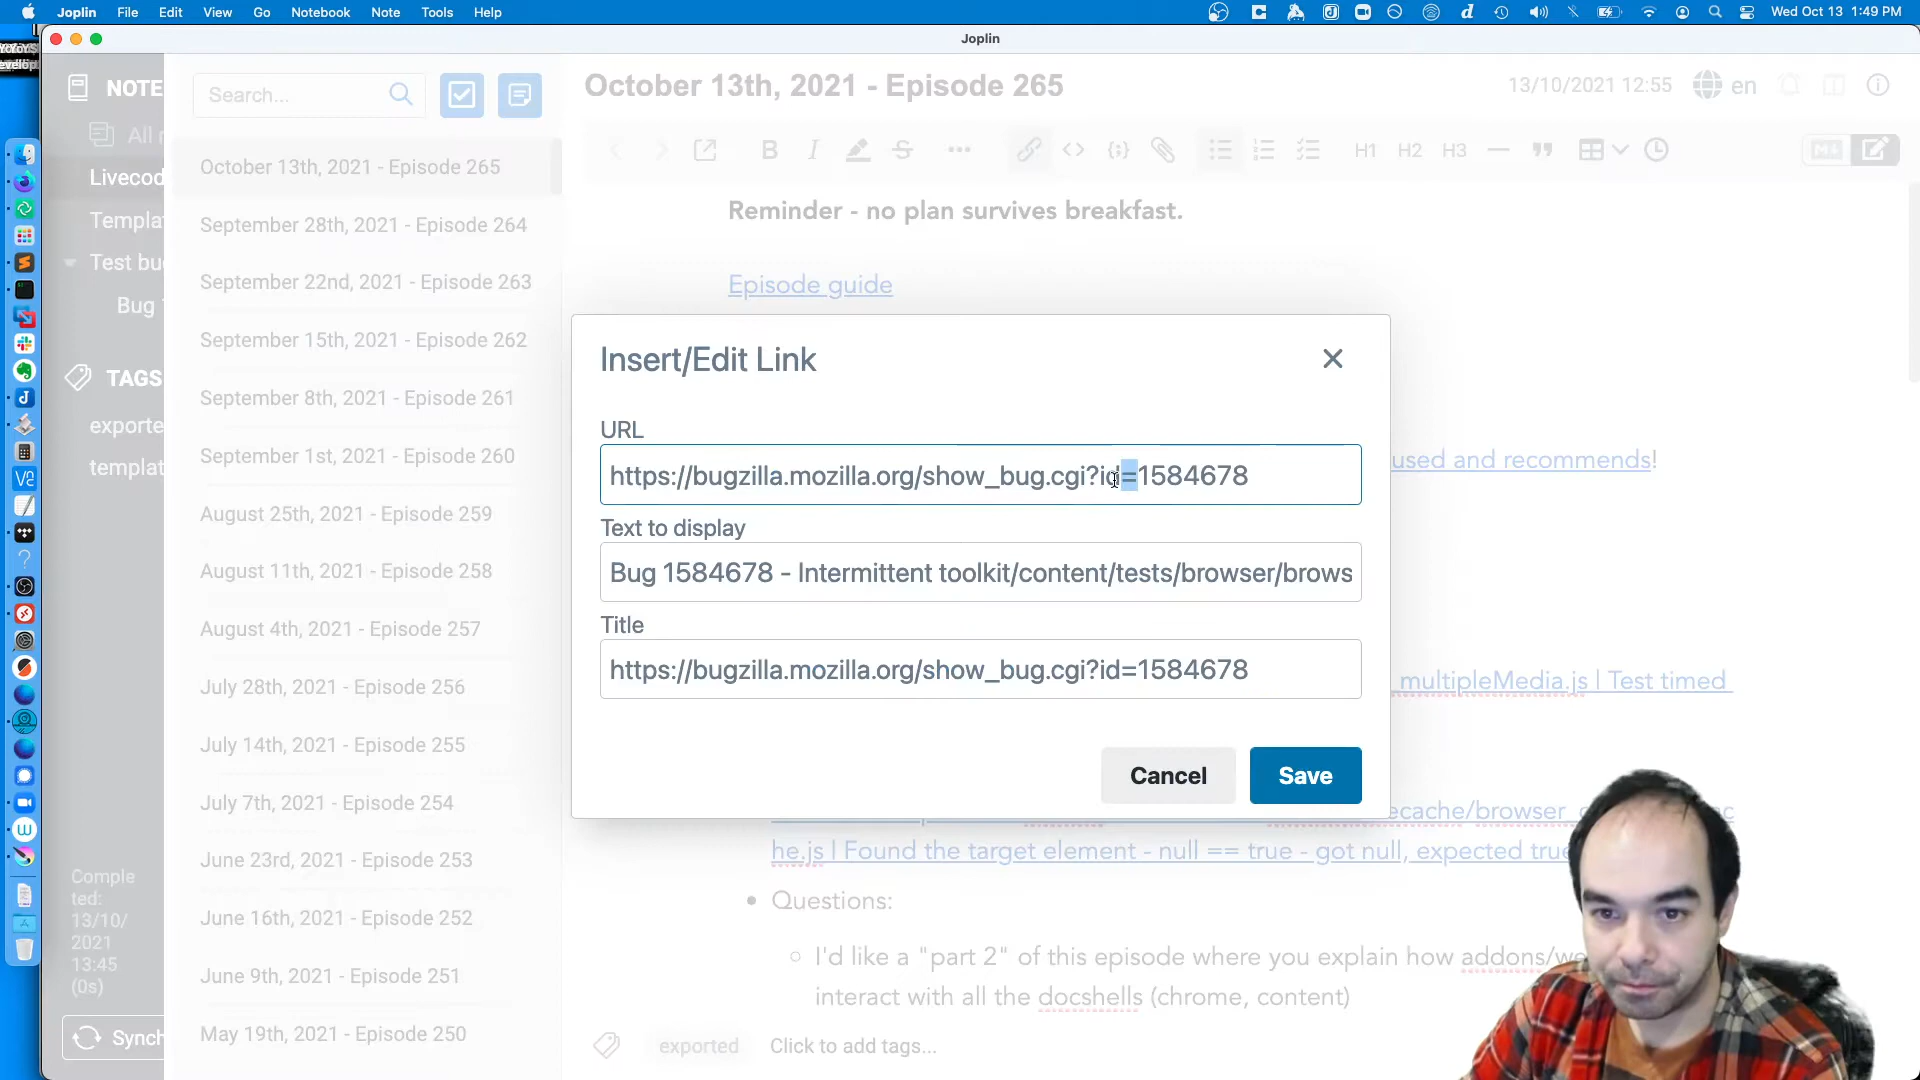 Joplin File Edit View Go Notebook Note Tools Help
Wed Oct 13 1:49 PM
Joplin
NOTE
All
Livecod
Templa
Test bu
Bug
TAGS
exporte
templat
Comple
ted:
13/10/
2021
13:45
(0s)
Synch
Search...
October 13th, 2021 - Episode 265
September 28th, 2021 - Episode 264
September 22nd, 2021 - Episode 263
September 15th, 2021 - Episode 262
September 8th, 2021 - Episode 261
September 1st, 2021 - Episode 260
August 25th, 2021 - Episode 259
August 11th, 2021 - Episode 258
August 4th, 2021 - Episode 257
July 28th, 2021 - Episode 256
July 14th, 2021 - Episode 255
July 7th, 2021 - Episode 254
June 23rd, 2021 - Episode 253
June 16th, 2021 - Episode 252
June 9th, 2021 - Episode 251
May 19th, 2021 - Episode 250
October 13th, 2021 - Episode 265
13/10/2021 12:55
en
H1 H2 H3
Reminder - no plan survives breakfast.
Episode guide
used and recommends!
Insert/Edit Link
URL
https://bugzilla.mozilla.org/show_bug.cgi?id=1584678
Text to display
Bug 1584678 - Intermittent toolkit/content/tests/browser/brows
Title
https://bugzilla.mozilla.org/show_bug.cgi?id=1584678
Cancel
Save
multipleMedia.js | Test timed
ecache/browser
he.js | Found the target element - null == true - got null, expected true
Questions:
I'd like a "part 2" of this episode where you explain how addons/we
interact with all the docshells (chrome, content)
exported
Click to add tags...